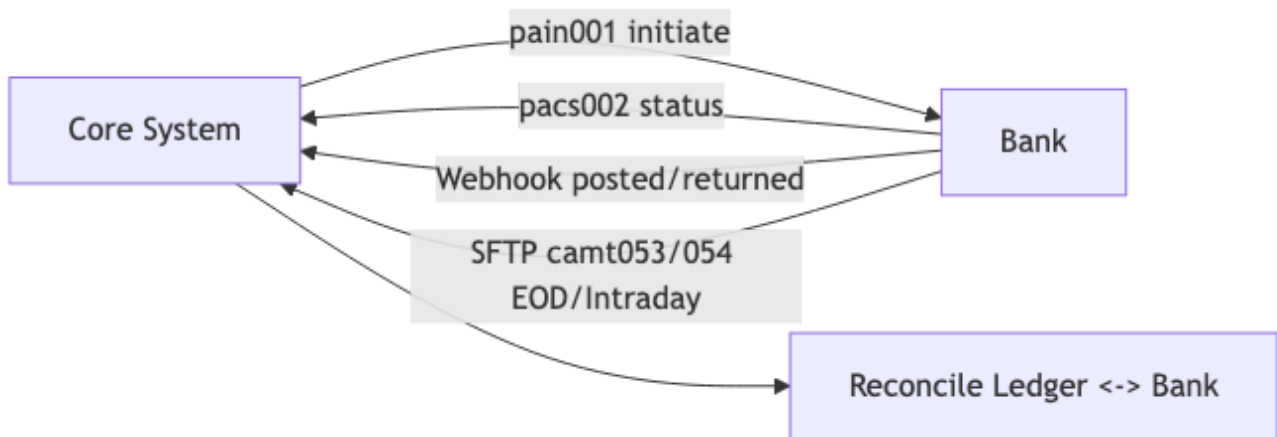 pain001 initiate
Core System
pacs002 status
Bank
Webhook posted/returned
SFTP camt053/054
EOD/Intraday
Reconcile Ledger <-> Bank